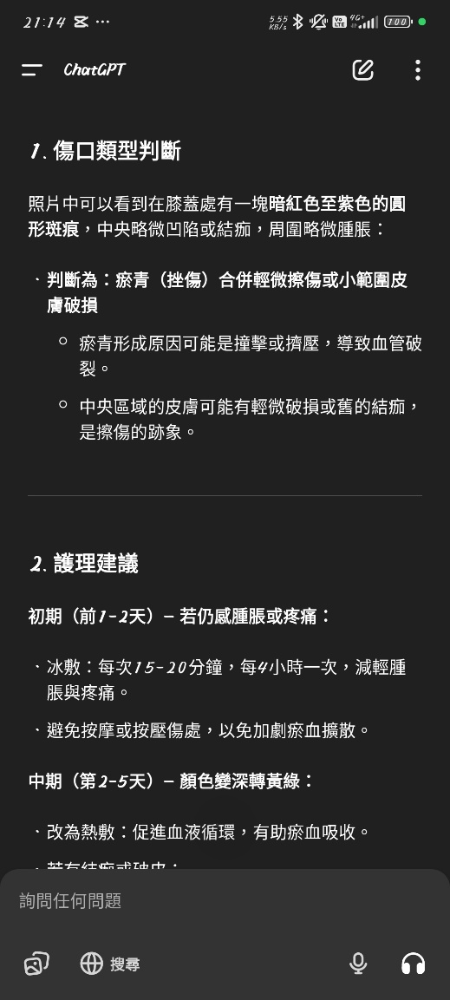 21:14
5.55 KB/s Vo LTE 4G+ 100
ChatGPT
1. 傷口類型判斷
照片中可以看到在膝蓋處有一塊暗紅色至紫色的圓
形斑痕，中央略微凹陷或結痂，周圍略微腫脹：
· 判斷為：瘀青（挫傷）合併輕微擦傷或小範圍皮
膚破損
○ 瘀青形成原因可能是撞擊或擠壓，導致血管破
裂。
○ 中央區域的皮膚可能有輕微破損或舊的結痂，
是擦傷的跡象。
2. 護理建議
初期（前1-2天）– 若仍感腫脹或疼痛：
· 冰敷：每次15-20分鐘，每4小時一次，減輕腫
脹與疼痛。
· 避免按摩或按壓傷處，以免加劇瘀血擴散。
中期（第2-5天）– 顏色變深轉黃綠：
· 改為熱敷：促進血液循環，有助瘀血吸收。
· 若有結痂或破皮：
詢問任何問題
搜尋